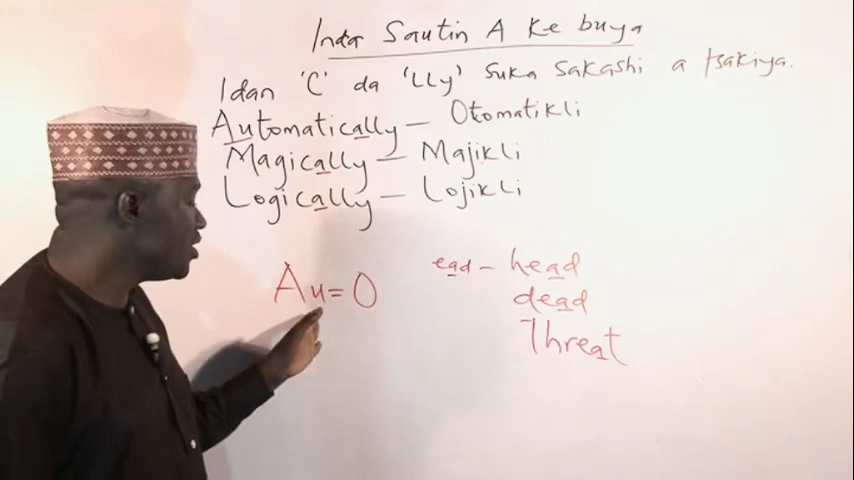 Inda Sautin A ke buya
Idan 'C' da 'lly' suka sakashi a tsakiya.
Automatically – Otomatikli
Magically – Majikli
Logically – Lojikli
Au = O
ead – head
dead
Threat